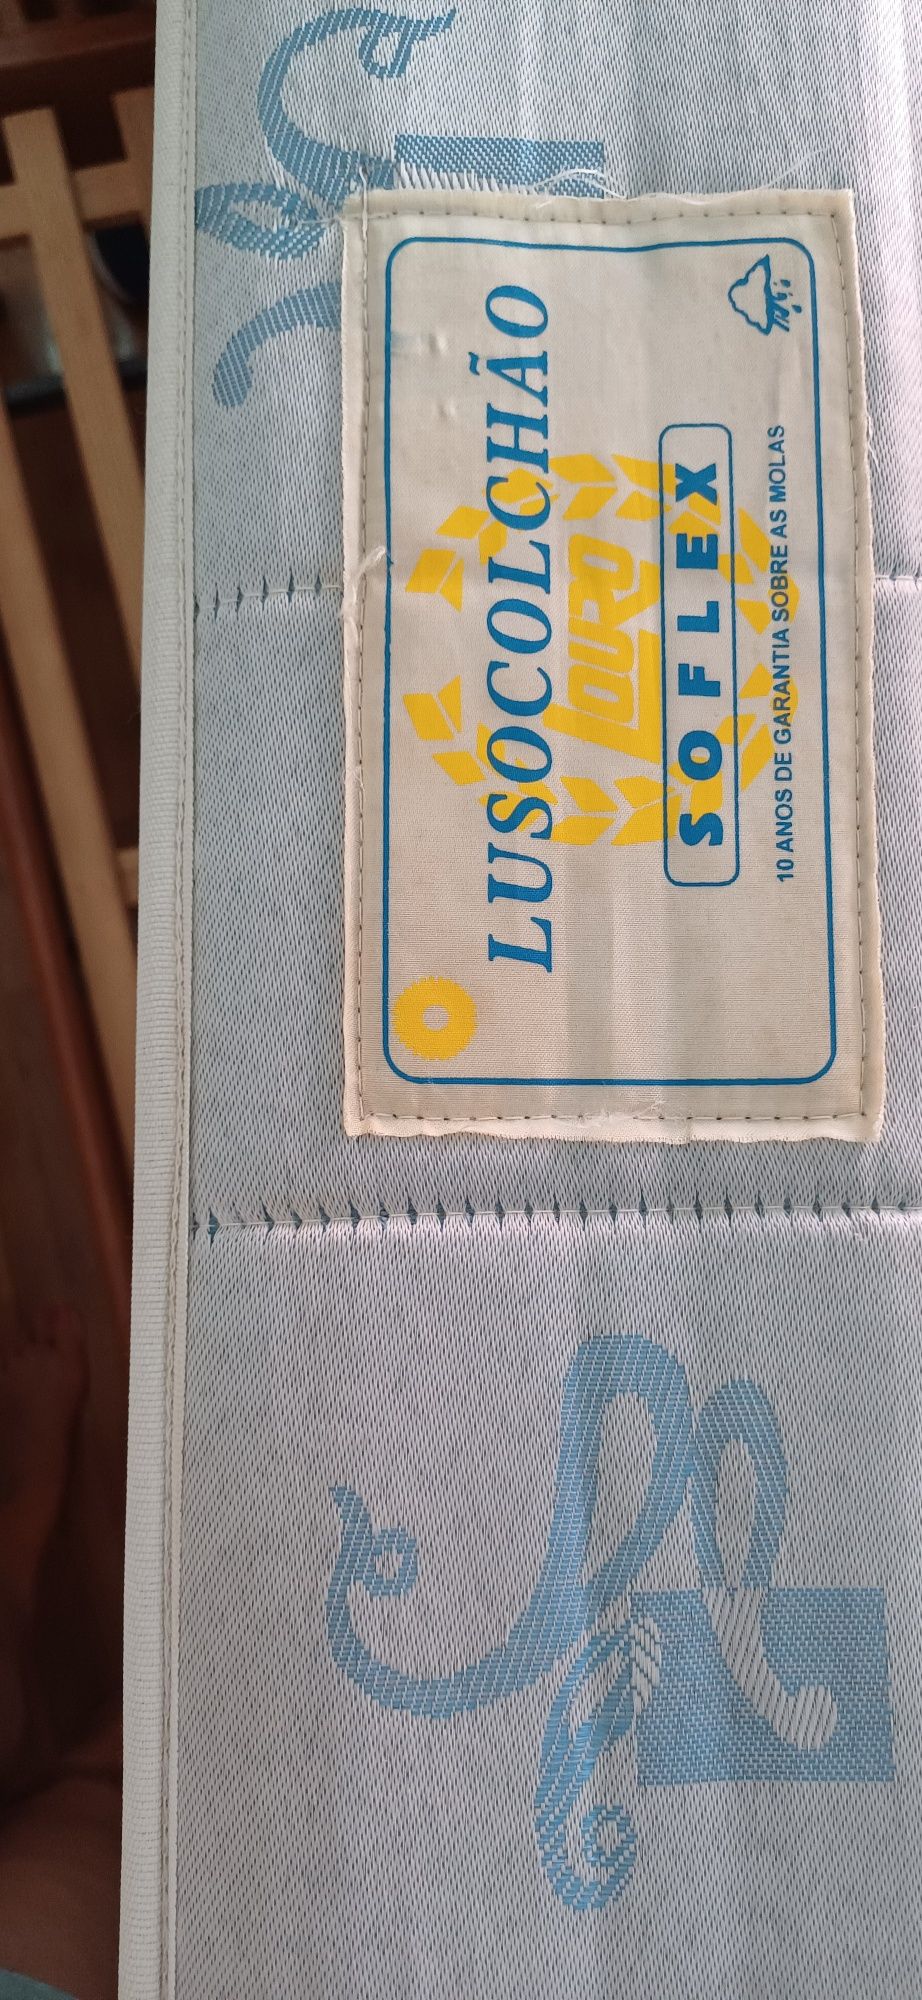 LUSOCOLCHÃO
LOURO
SOFLEX
10 ANOS DE GARANTIA SOBRE AS MOLAS